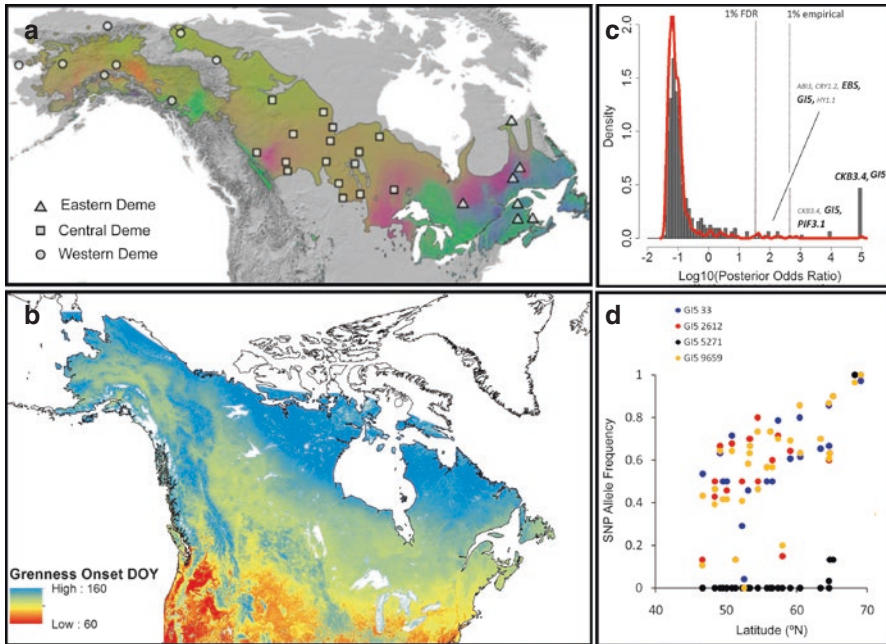 a
Eastern Deme
Central Deme
Western Deme
b
Grenness Onset DOY
High : 160
Low : 60
c
1% FDR
1% empirical
ABI3, CRY1.2, EBS,
GI5, HY1.1
CKB3.4, GI5
CKB3.4, GI5,
PIF3.1
Density
2.0
1.5
1.0
0.5
0.0
-2 -1 0 1 2 3 4 5
Log10(Posterior Odds Ratio)
d
GI5 33
GI5 2612
GI5 5271
GI5 9659
SNP Allele Frequency
1
0.8
0.6
0.4
0.2
0
40 50 60 70
Latitude (°N)